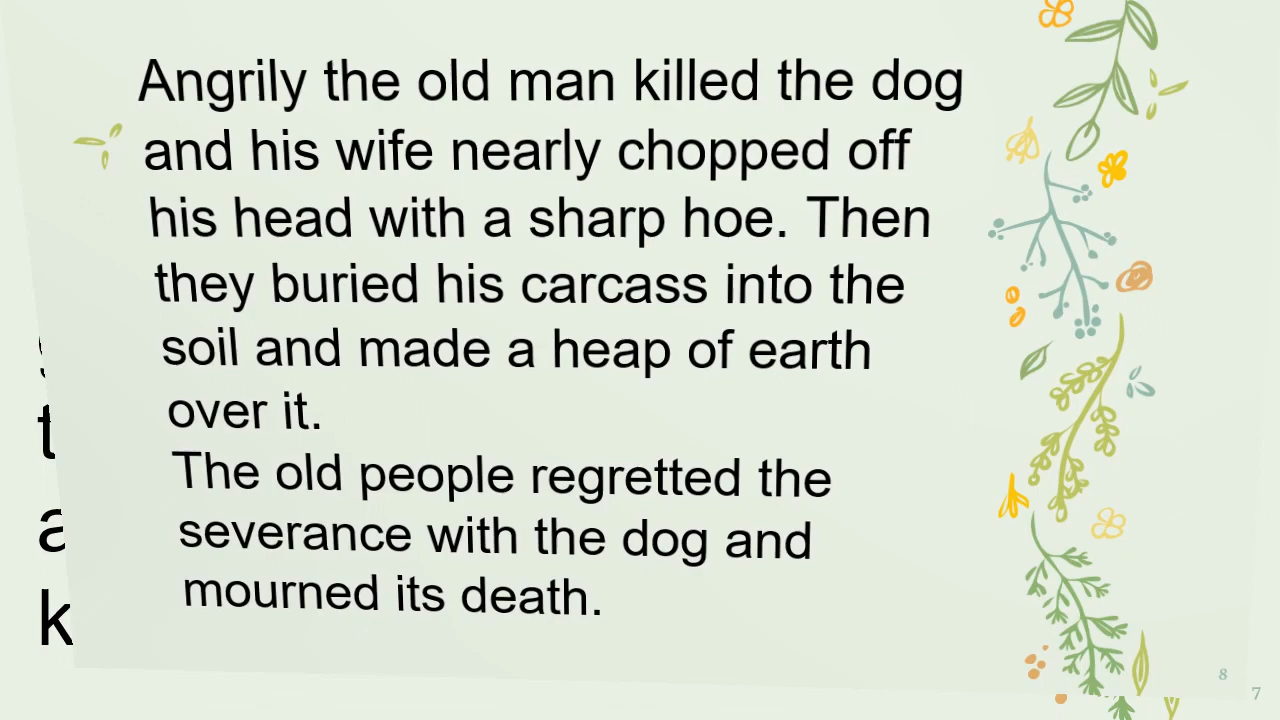 Angrily the old man killed the dog
and his wife nearly chopped off
his head with a sharp hoe. Then
they buried his carcass into the
soil and made a heap of earth
over it.
The old people regretted the
severance with the dog and
mourned its death.
t
a
k
8
7